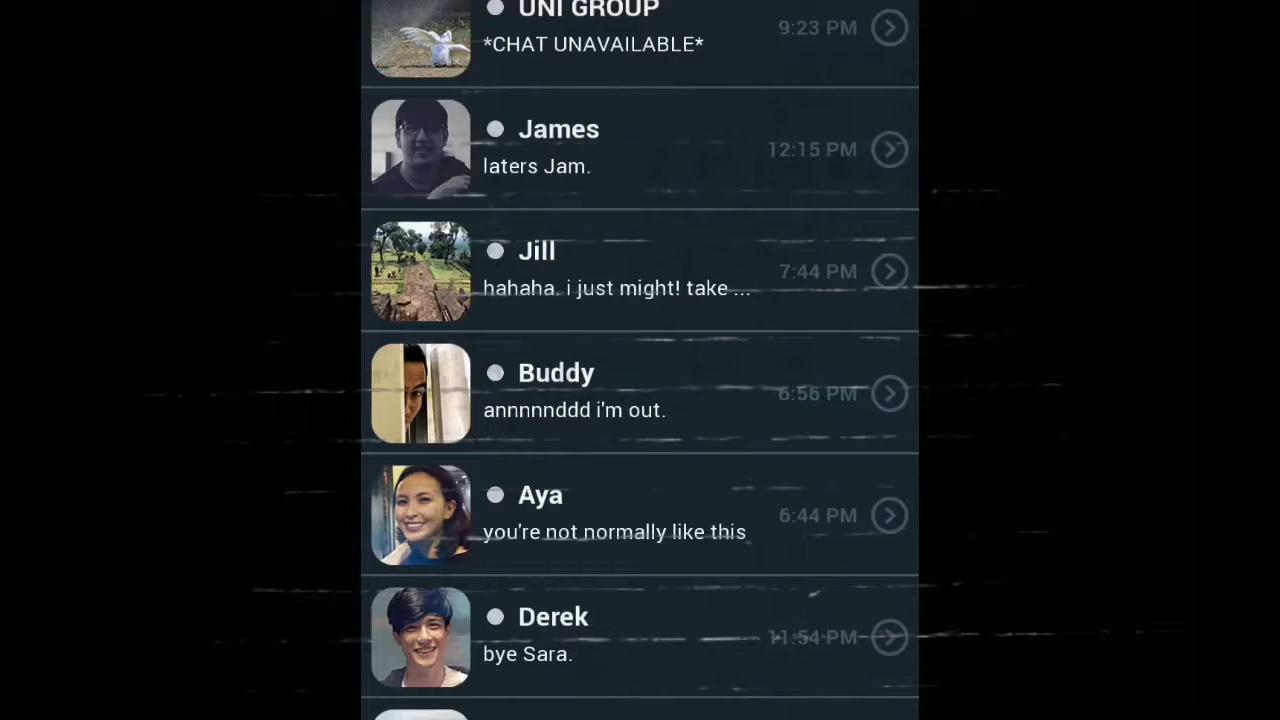 UNI GROUP
9:23 PM
*CHAT UNAVAILABLE*
James
12:15 PM
laters Jam.
Jill
7:44 PM
hahaha. i just might! take ...
Buddy
6:56 PM
annnnnddd i'm out.
Aya
6:44 PM
you're not normally like this
Derek
11:54 PM
bye Sara.